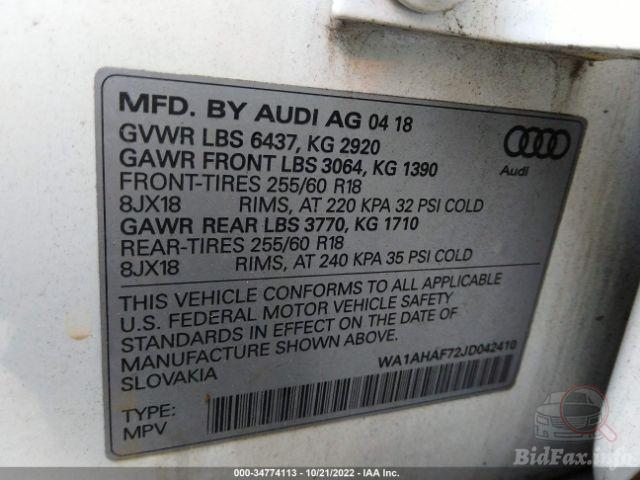 MFD. BY AUDI AG 04 18
GVWR LBS 6437, KG 2920
GAWR FRONT LBS 3064, KG 1390
FRONT-TIRES 255/60 R18
8JX18 RIMS, AT 220 KPA 32 PSI COLD
GAWR REAR LBS 3770, KG 1710
REAR-TIRES 255/60 R18
8JX18 RIMS, AT 240 KPA 35 PSI COLD
Audi
THIS VEHICLE CONFORMS TO ALL APPLICABLE
U.S. FEDERAL MOTOR VEHICLE SAFETY
STANDARDS IN EFFECT ON THE DATE OF
MANUFACTURE SHOWN ABOVE.
SLOVAKIA
WA1AHAF72JD042410
TYPE:
MPV
000-34774113 - 10/21/2022 - IAA Inc.
BidFax.info